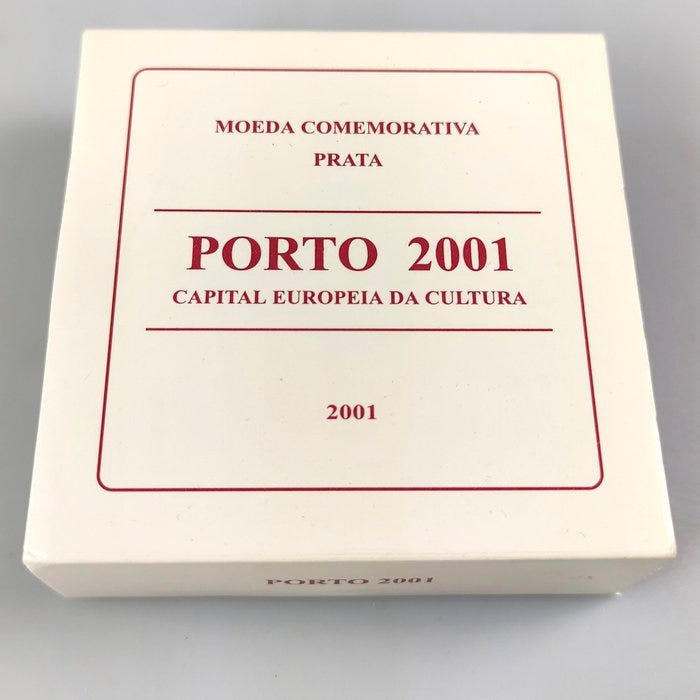 MOEDA COMEMORATIVA
PRATA
PORTO 2001
CAPITAL EUROPEIA DA CULTURA
2001
PORTO 2001